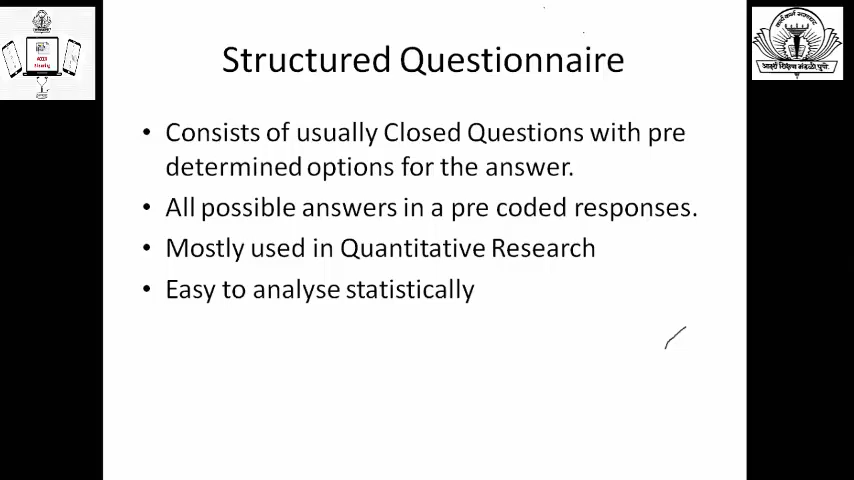 Structured Questionnaire
• Consists of usually Closed Questions with pre
determined options for the answer.
• All possible answers in a pre coded responses.
• Mostly used in Quantitative Research
• Easy to analyse statistically